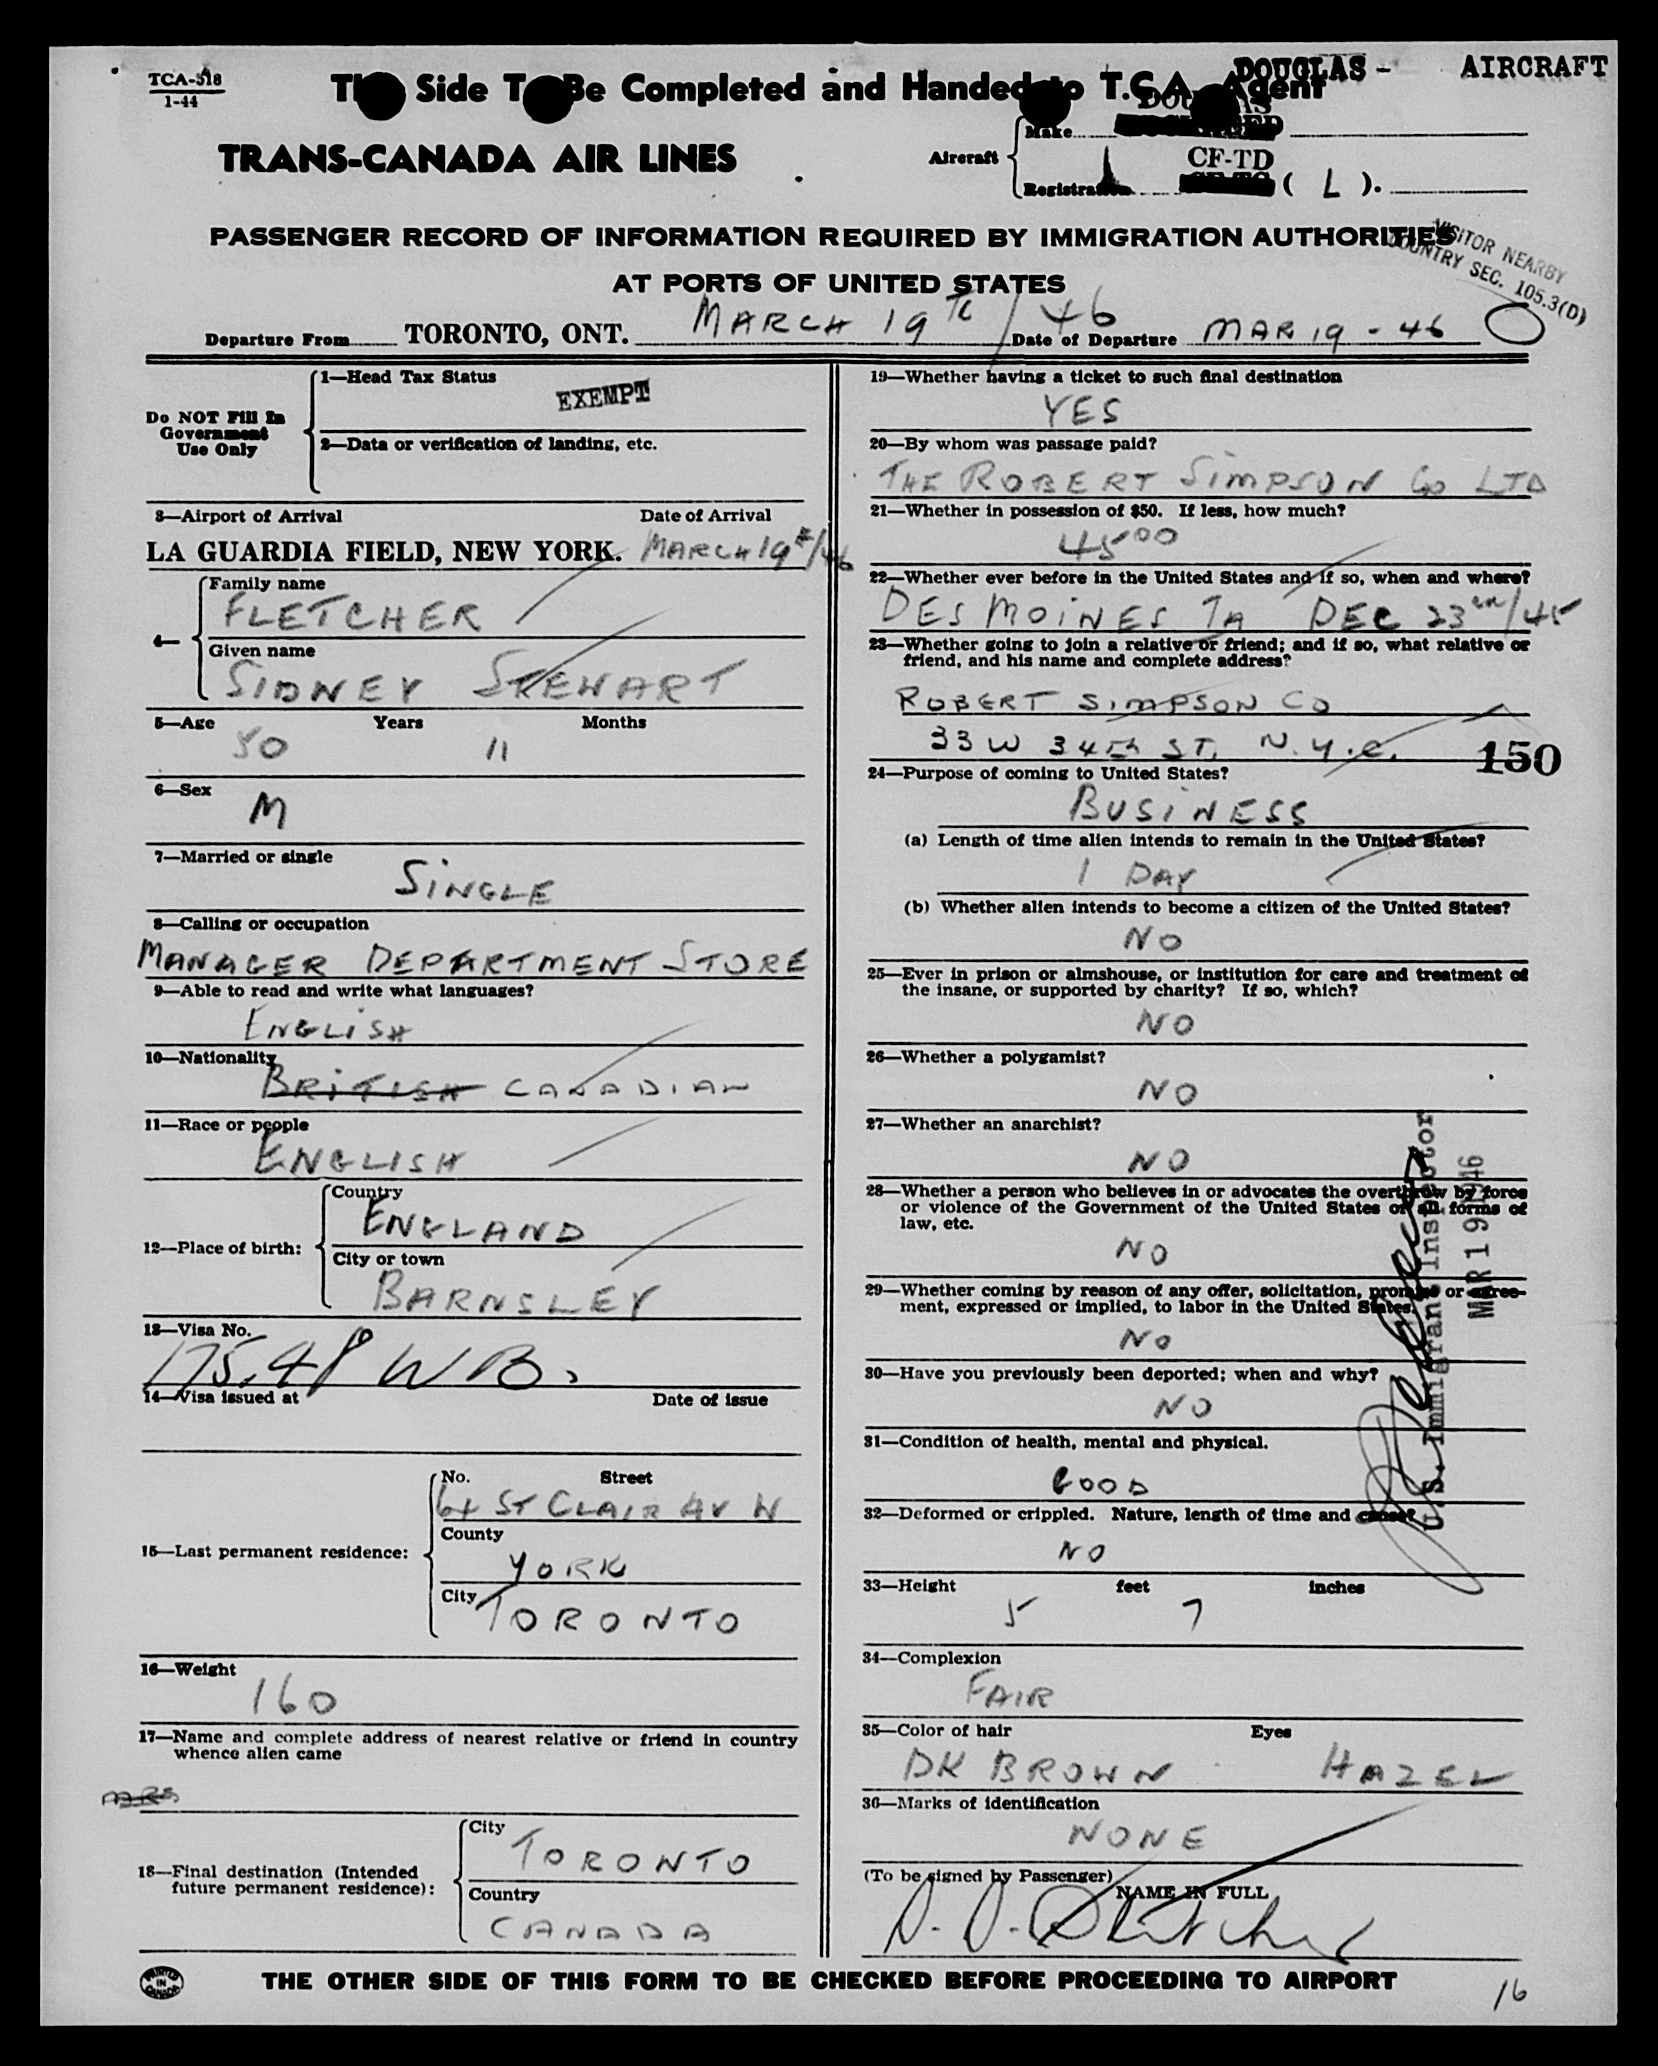 TCA-518
1-44
Side To Be Completed and Handed to T.C.A. Agent
DOUGLAS - AIRCRAFT
TRANS-CANADA AIR LINES
Aircraft
Make
DOUGLAS
Registration
CF-TD
( L ).
PASSENGER RECORD OF INFORMATION REQUIRED BY IMMIGRATION AUTHORITIES
AT PORTS OF UNITED STATES
VISITOR NEARBY
COUNTRY SEC. 105.3(D)
Departure From TORONTO, ONT. MARCH 19th/46 Date of Departure MAR 19 - 46
Do NOT Fill In
Government
Use Only
1—Head Tax Status
EXEMPT
2—Data or verification of landing, etc.
3—Airport of Arrival Date of Arrival
LA GUARDIA FIELD, NEW YORK. MARCH 19th/46
4—
Family name
FLETCHER
Given name
SIDNEY STEWART
5—Age Years Months
50 11
6—Sex
M
7—Married or single
SINGLE
8—Calling or occupation
MANAGER DEPARTMENT STORE
9—Able to read and write what languages?
ENGLISH
10—Nationality
BRITISH CANADIAN
11—Race or people
ENGLISH
12—Place of birth:
Country
ENGLAND
City or town
BARNSLEY
13—Visa No.
175.48 WB.
14—Visa issued at Date of issue
15—Last permanent residence:
No. Street
64 ST CLAIR AV W
County
YORK
City
TORONTO
16—Weight
160
17—Name and complete address of nearest relative or friend in country
whence alien came
MRS
18—Final destination (Intended
future permanent residence):
City
TORONTO
Country
CANADA
19—Whether having a ticket to such final destination
YES
20—By whom was passage paid?
THE ROBERT SIMPSON Co LTD
21—Whether in possession of $50. If less, how much?
45 00
22—Whether ever before in the United States and if so, when and where?
DES MOINES IA DEC 23rd/45
23—Whether going to join a relative or friend; and if so, what relative or
friend, and his name and complete address?
ROBERT SIMPSON CO
33 W 34th ST. N.Y.C.
150
24—Purpose of coming to United States?
BUSINESS
(a) Length of time alien intends to remain in the United States?
1 DAY
(b) Whether alien intends to become a citizen of the United States?
NO
25—Ever in prison or almshouse, or institution for care and treatment of
the insane, or supported by charity? If so, which?
NO
26—Whether a polygamist?
NO
27—Whether an anarchist?
NO
28—Whether a person who believes in or advocates the overthrow by force
or violence of the Government of the United States or all forms of
law, etc.
NO
29—Whether coming by reason of any offer, solicitation, promise or agree-
ment, expressed or implied, to labor in the United States.
NO
30—Have you previously been deported; when and why?
NO
31—Condition of health, mental and physical.
GOOD
32—Deformed or crippled. Nature, length of time and cause?
NO
33—Height feet inches
5 7
34—Complexion
FAIR
35—Color of hair Eyes
DK BROWN HAZEL
36—Marks of identification
NONE
(To be signed by Passenger)
NAME IN FULL
S. S. Fletcher
U.S. Immigrant Inspector
MAR 19 1946
PRINTED IN CANADA
THE OTHER SIDE OF THIS FORM TO BE CHECKED BEFORE PROCEEDING TO AIRPORT
16